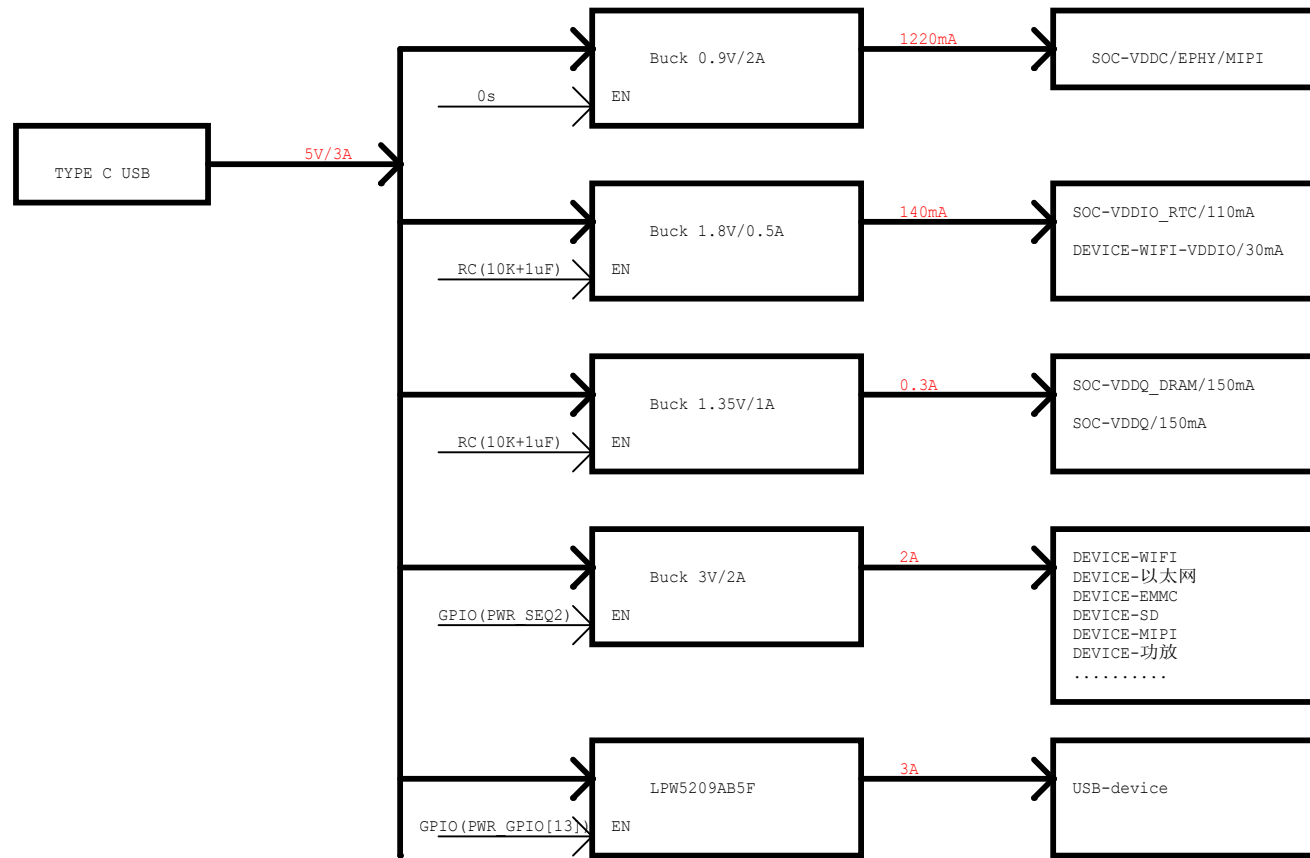 1220mA
Buck 0.9V/2A
SOC-VDDC/EPHY/MIPI
0s
EN
5V/3A
TYPE C USB
140mA
Buck 1.8V/0.5A
SOC-VDDIO_RTC/110mA
DEVICE-WIFI-VDDIO/30mA
RC(10K+1uF)
EN
0.3A
Buck 1.35V/1A
SOC-VDDQ_DRAM/150mA
SOC-VDDQ/150mA
RC(10K+1uF)
EN
2A
Buck 3V/2A
DEVICE-WIFI
DEVICE-以太网
DEVICE-EMMC
DEVICE-SD
DEVICE-MIPI
DEVICE-功放
..........
GPIO(PWR_SEQ2)
EN
3A
LPW5209AB5F
USB-device
GPIO(PWR_GPIO[13])
EN